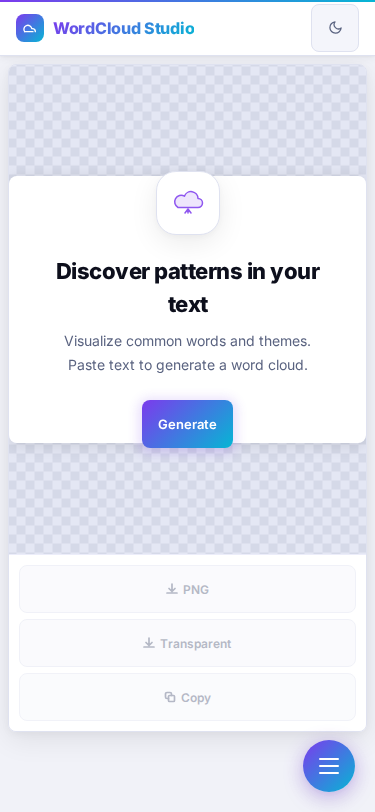 WordCloud Studio
Discover patterns in your
text
Visualize common words and themes.
Paste text to generate a word cloud.
Generate
PNG
Transparent
Copy